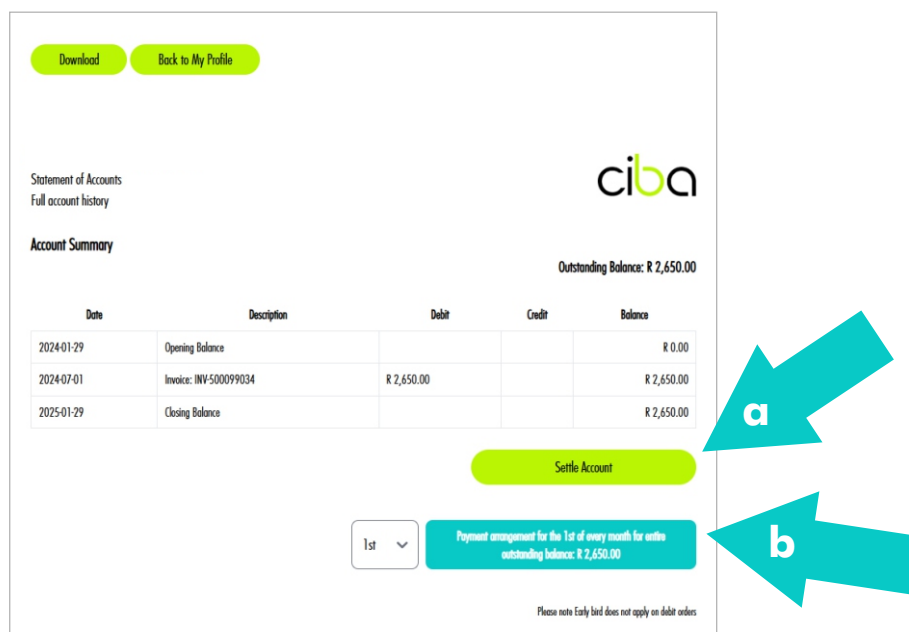 Download Back to My Profile
ciba
Statement of Accounts
Full account history
Account Summary
Outstanding Balance: R 2,650.00
Date Description Debit Credit Balance
2024-01-29 Opening Balance R 0.00
2024-07-01 Invoice: INV-500099034 R 2,650.00 R 2,650.00
2025-01-29 Closing Balance R 2,650.00
a
Settle Account
b
1st Payment arrangement for the 1st of every month for entire
outstanding balance: R 2,650.00
Please note Early bird does not apply on debit orders